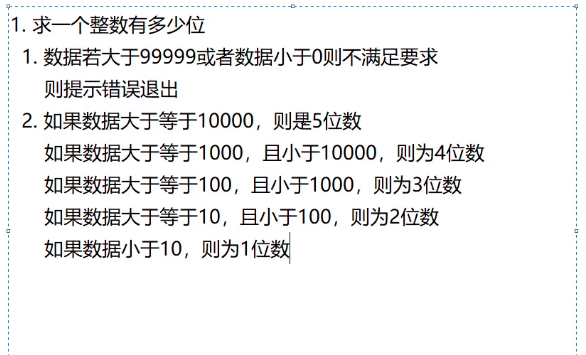 1. 求一个整数有多少位
1. 数据若大于99999或者数据小于0则不满足要求
则提示错误退出
2. 如果数据大于等于10000，则是5位数
如果数据大于等于1000，且小于10000，则为4位数
如果数据大于等于100，且小于1000，则为3位数
如果数据大于等于10，且小于100，则为2位数
如果数据小于10，则为1位数